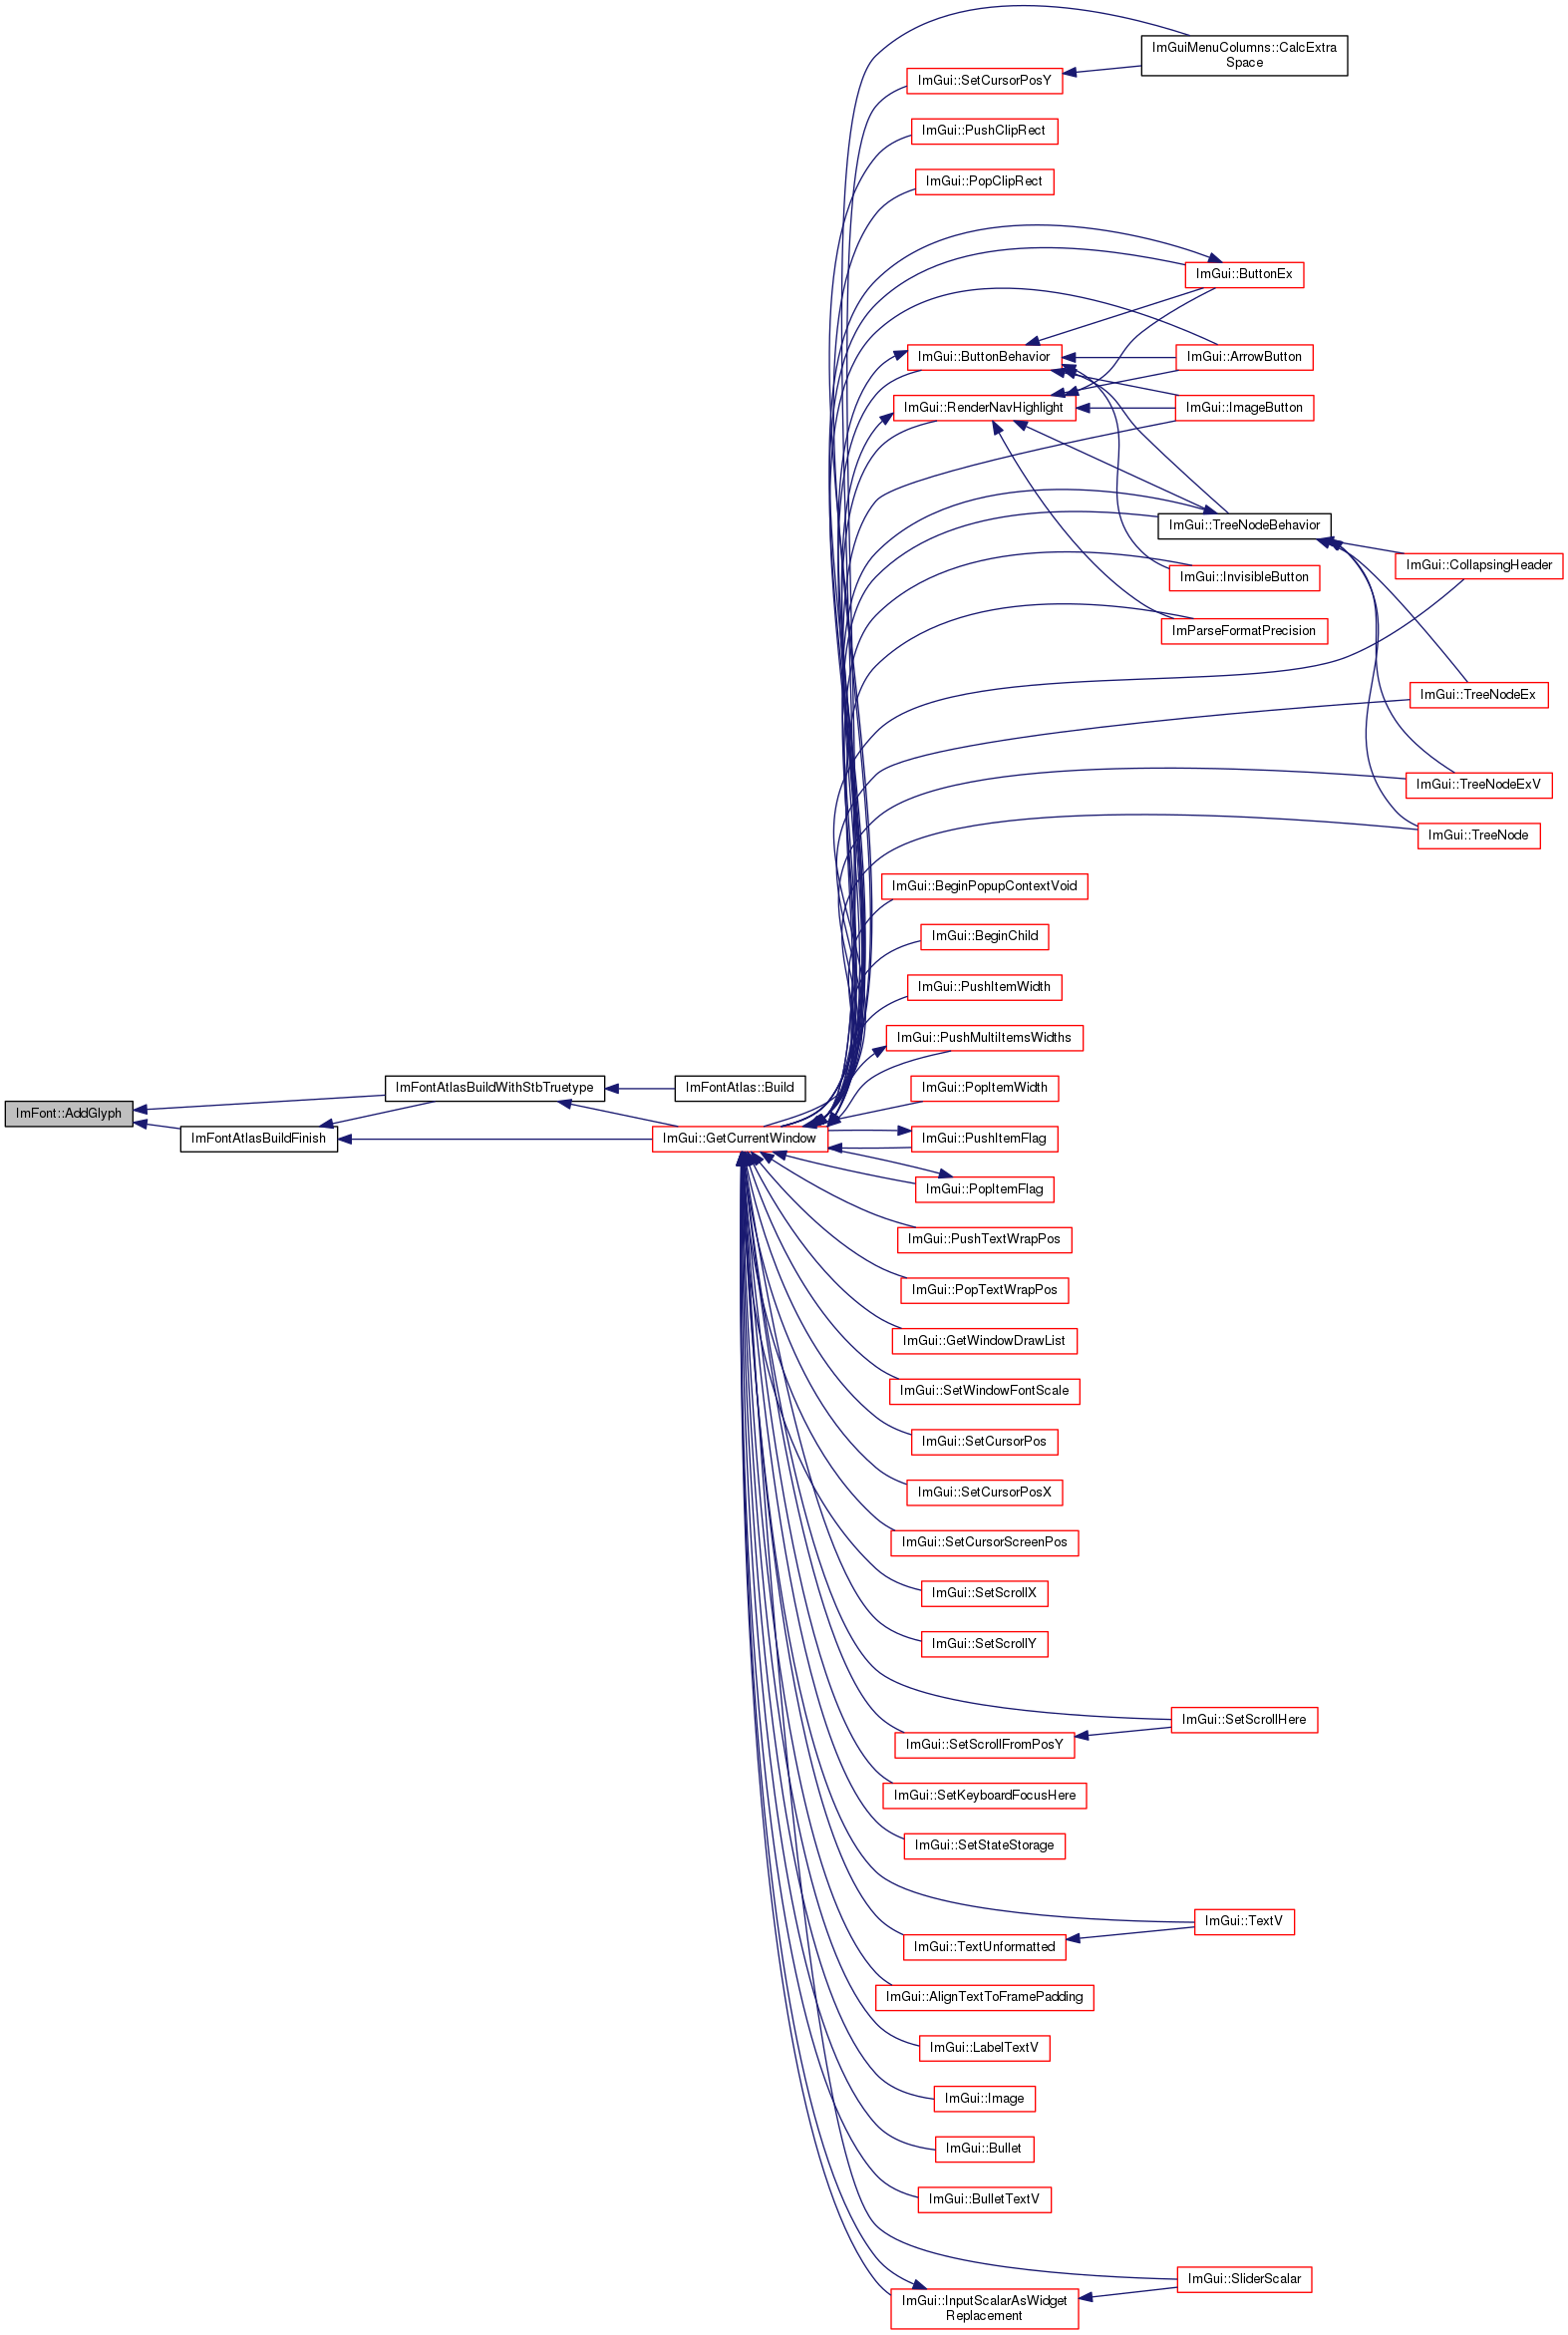 ImGuiMenuColumns::CalcExtra
Space
ImGui::SetCursorPosY
ImGui::PushClipRect
ImGui::PopClipRect
ImGui::ButtonEx
ImGui::ButtonBehavior
ImGui::ArrowButton
ImGui::RenderNavHighlight
ImGui::ImageButton
ImGui::TreeNodeBehavior
ImGui::CollapsingHeader
ImGui::InvisibleButton
ImParseFormatPrecision
ImGui::TreeNodeEx
ImGui::TreeNodeExV
ImGui::TreeNode
ImGui::BeginPopupContextVoid
ImGui::BeginChild
ImGui::PushItemWidth
ImGui::PushMultiItemsWidths
ImFontAtlasBuildWithStbTruetype
ImFontAtlas::Build
ImGui::PopItemWidth
ImFont::AddGlyph
ImFontAtlasBuildFinish
ImGui::GetCurrentWindow
ImGui::PushItemFlag
ImGui::PopItemFlag
ImGui::PushTextWrapPos
ImGui::PopTextWrapPos
ImGui::GetWindowDrawList
ImGui::SetWindowFontScale
ImGui::SetCursorPos
ImGui::SetCursorPosX
ImGui::SetCursorScreenPos
ImGui::SetScrollX
ImGui::SetScrollY
ImGui::SetScrollHere
ImGui::SetScrollFromPosY
ImGui::SetKeyboardFocusHere
ImGui::SetStateStorage
ImGui::TextV
ImGui::TextUnformatted
ImGui::AlignTextToFramePadding
ImGui::LabelTextV
ImGui::Image
ImGui::Bullet
ImGui::BulletTextV
ImGui::SliderScalar
ImGui::InputScalarAsWidget
Replacement